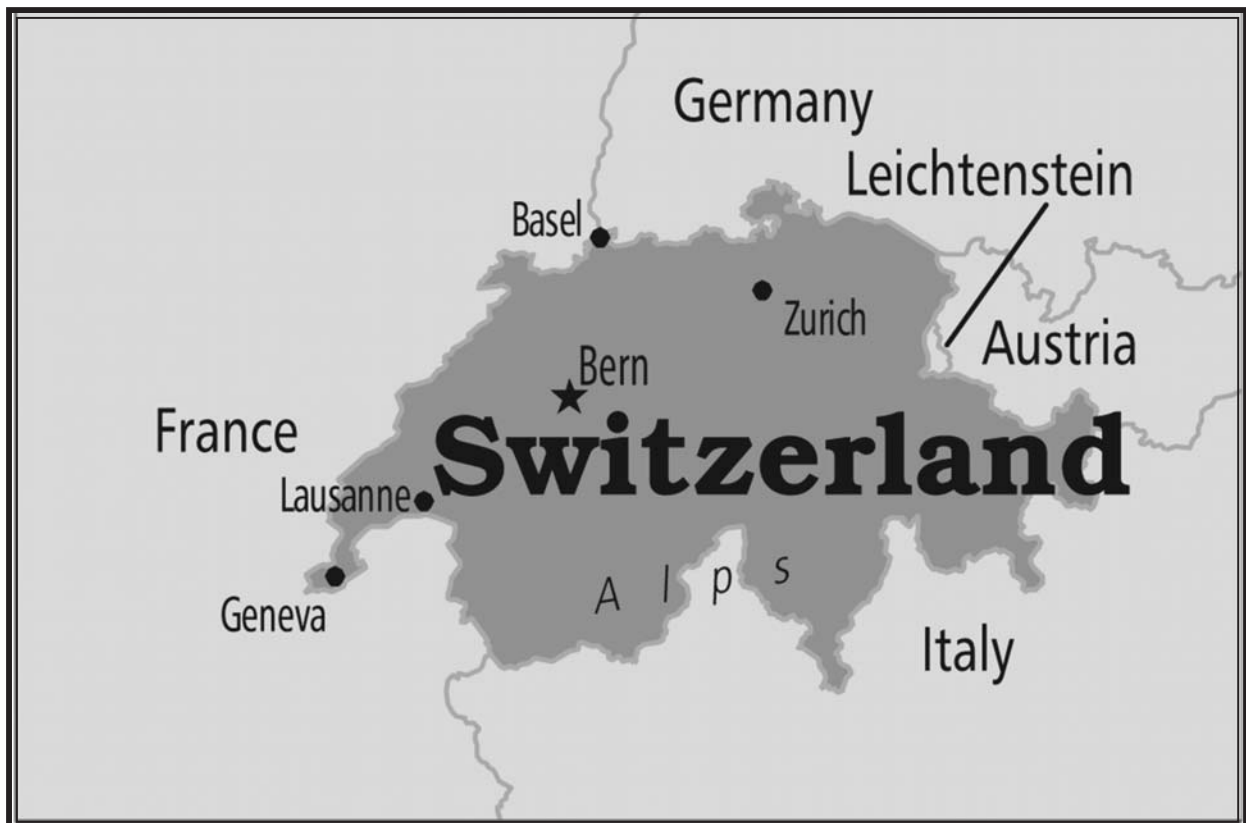 Germany
Leichtenstein
Basel
Zurich
Austria
Bern
France
Switzerland
Lausanne
Alps
Geneva
Italy